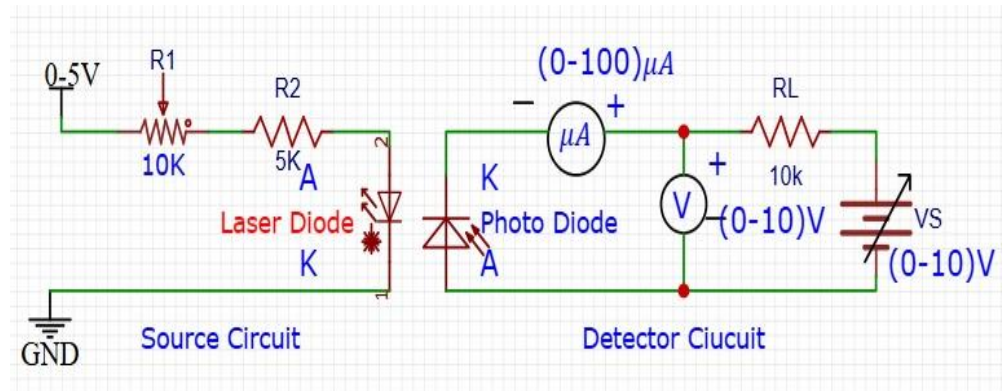 0-5V
R1
10K
R2
5K
A
2
Laser Diode
K
1
GND
Source Circuit
(0-100)μA
−
+
μA
K
Photo Diode
A
+
V
−
(0-10)V
RL
10k
VS
(0-10)V
Detector Ciucuit